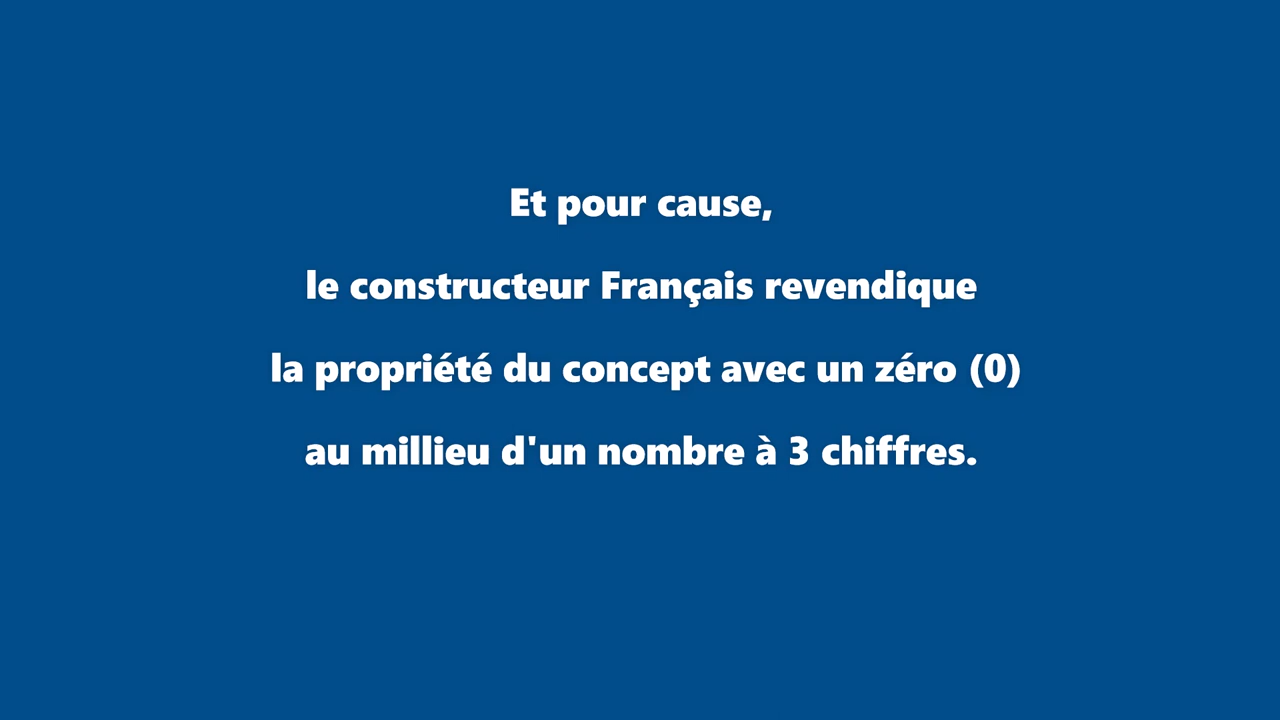 Et pour cause,
le constructeur Français revendique
la propriété du concept avec un zéro (0)
au millieu d'un nombre à 3 chiffres.